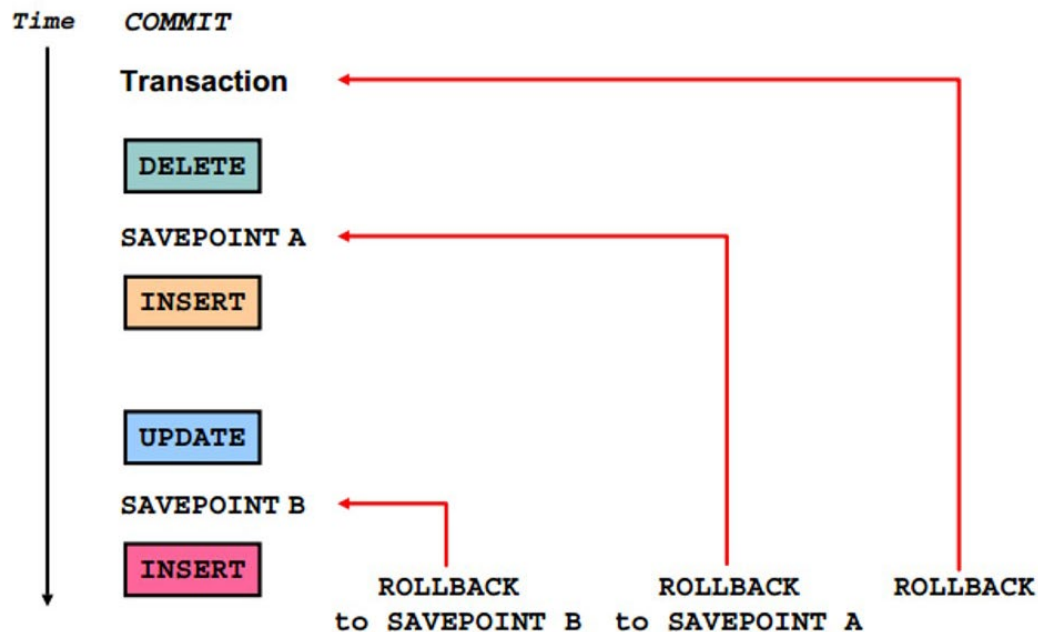 Time COMMIT
Transaction
DELETE
SAVEPOINT A
INSERT
UPDATE
SAVEPOINT B
INSERT
ROLLBACK
to SAVEPOINT B
ROLLBACK
to SAVEPOINT A
ROLLBACK